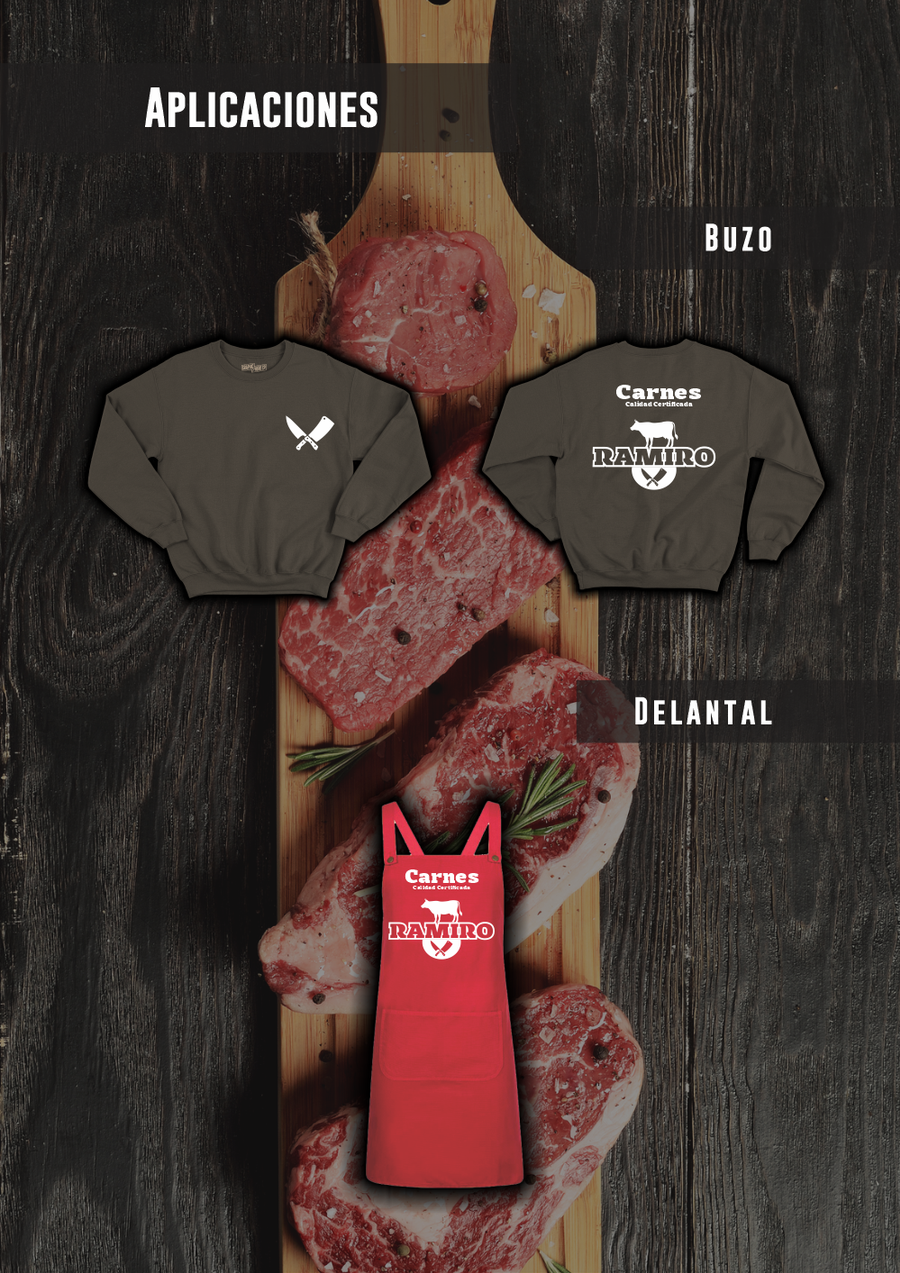 Aplicaciones
Buzo
Carnes
Calidad Certificada
RAMIRO
Delantal
Carnes
Calidad Certificada
RAMIRO